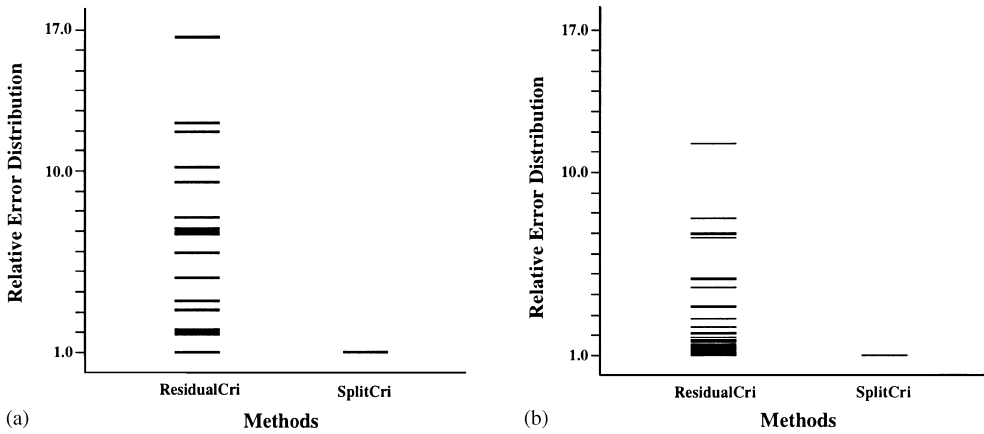 17.0
10.0
1.0
Relative Error Distribution
ResidualCri SplitCri
Methods
(a)
17.0
10.0
1.0
Relative Error Distribution
ResidualCri SplitCri
Methods
(b)